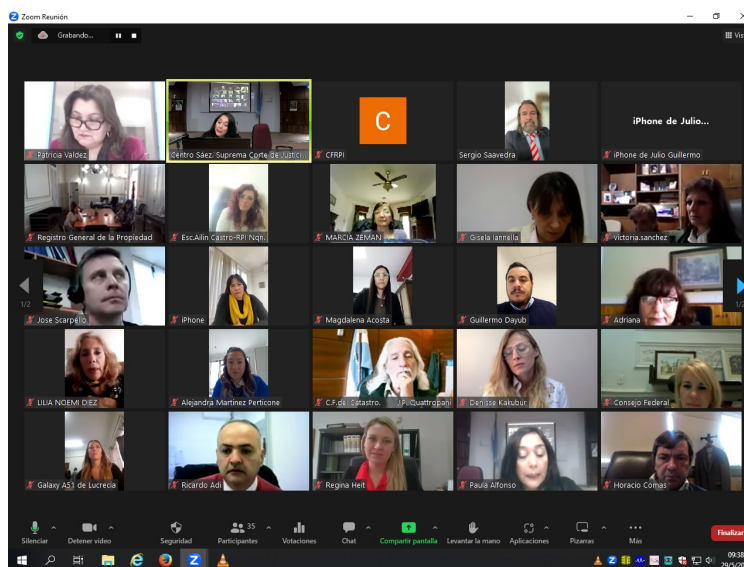 Zoom Reunión
Grabando...
Vis
Patricia Valdez
Centro Sáez. Suprema Corte de Justici...
C
CFRPI
Sergio Saavedra
iPhone de Julio...
iPhone de Julio Guillermo
Registro General de la Propiedad
Esc.Ailin Castro-RPI Nqn.
MARCIA ZEMAN
Gisela Iannella
victoria.sanchez
1/2
Jose Scarpello
iPhone
Magdalena Acosta
Guillermo Dayub
Adriana
1/2
LILIA NOEMI DIEZ
Alejandra Martinez Perticone
C.F.del Catastro. J.P. Quattropani
Denisse Kakubur
Consejo Federal
Galaxy A51 de Lucrecia
Ricardo Adi
Regina Heit
Paula Alfonso
Horacio Comas
Silenciar
Detener video
Seguridad
35
Participantes
Votaciones
Chat
Compartir pantalla
Levantar la mano
Aplicaciones
Pizarras
Más
Finalizar
09:38
29/5/20